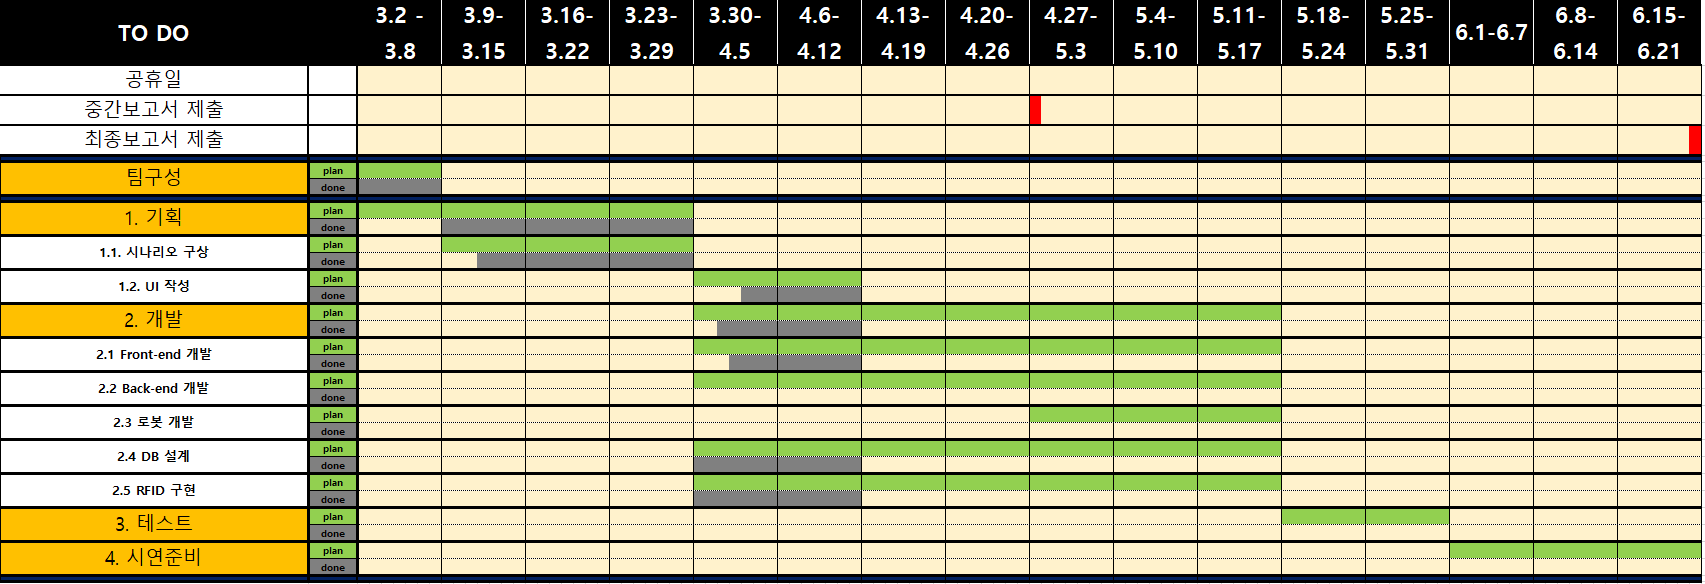 TO DO
3.2 -
3.8
3.9-
3.15
3.16-
3.22
3.23-
3.29
3.30-
4.5
4.6-
4.12
4.13-
4.19
4.20-
4.26
4.27-
5.3
5.4-
5.10
5.11-
5.17
5.18-
5.24
5.25-
5.31
6.1-6.7
6.8-
6.14
6.15-
6.21
공휴일
중간보고서 제출
최종보고서 제출
팀구성
plan
done
1. 기획
plan
done
1.1. 시나리오 구상
plan
done
1.2. UI 작성
plan
done
2. 개발
plan
done
2.1 Front-end 개발
plan
done
2.2 Back-end 개발
plan
done
2.3 로봇 개발
plan
done
2.4 DB 설계
plan
done
2.5 RFID 구현
plan
done
3. 테스트
plan
done
4. 시연준비
plan
done